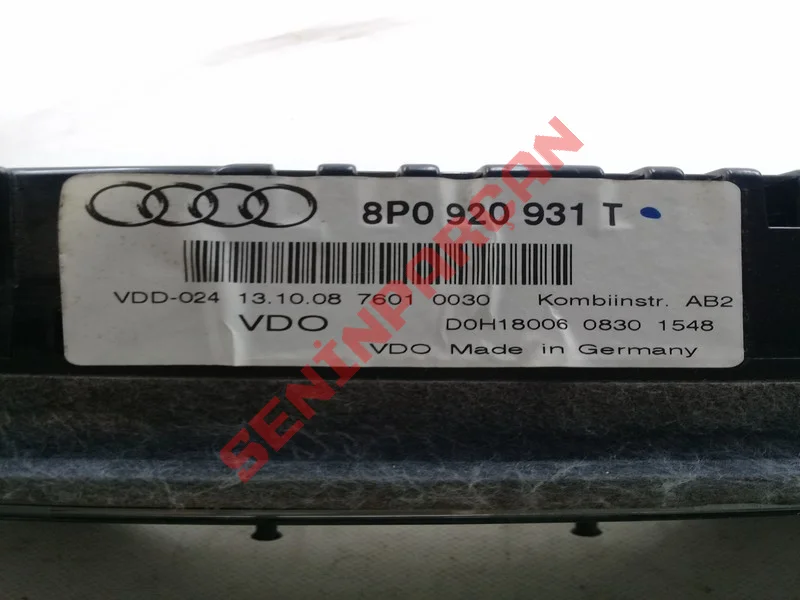 8P0 920 931 T
VDD-024 13.10.08 7601 0030 Kombiinstr. AB2
VDO D0H18006 0830 1548
VDO Made in Germany
SENİNPARÇAN